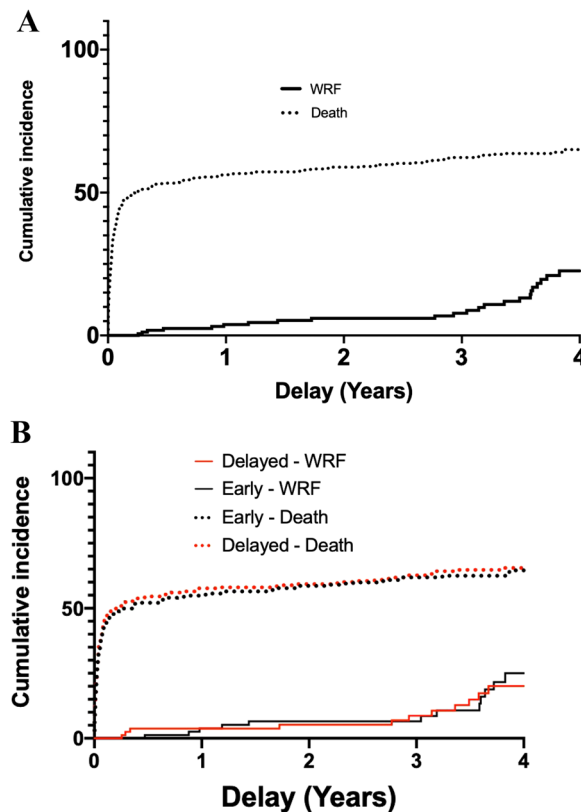 A
100
50
0
Cumulative incidence
WRF
Death
0 1 2 3 4
Delay (Years)
B
100
50
0
Cumulative incidence
Delayed - WRF
Early - WRF
Early - Death
Delayed - Death
0 1 2 3 4
Delay (Years)